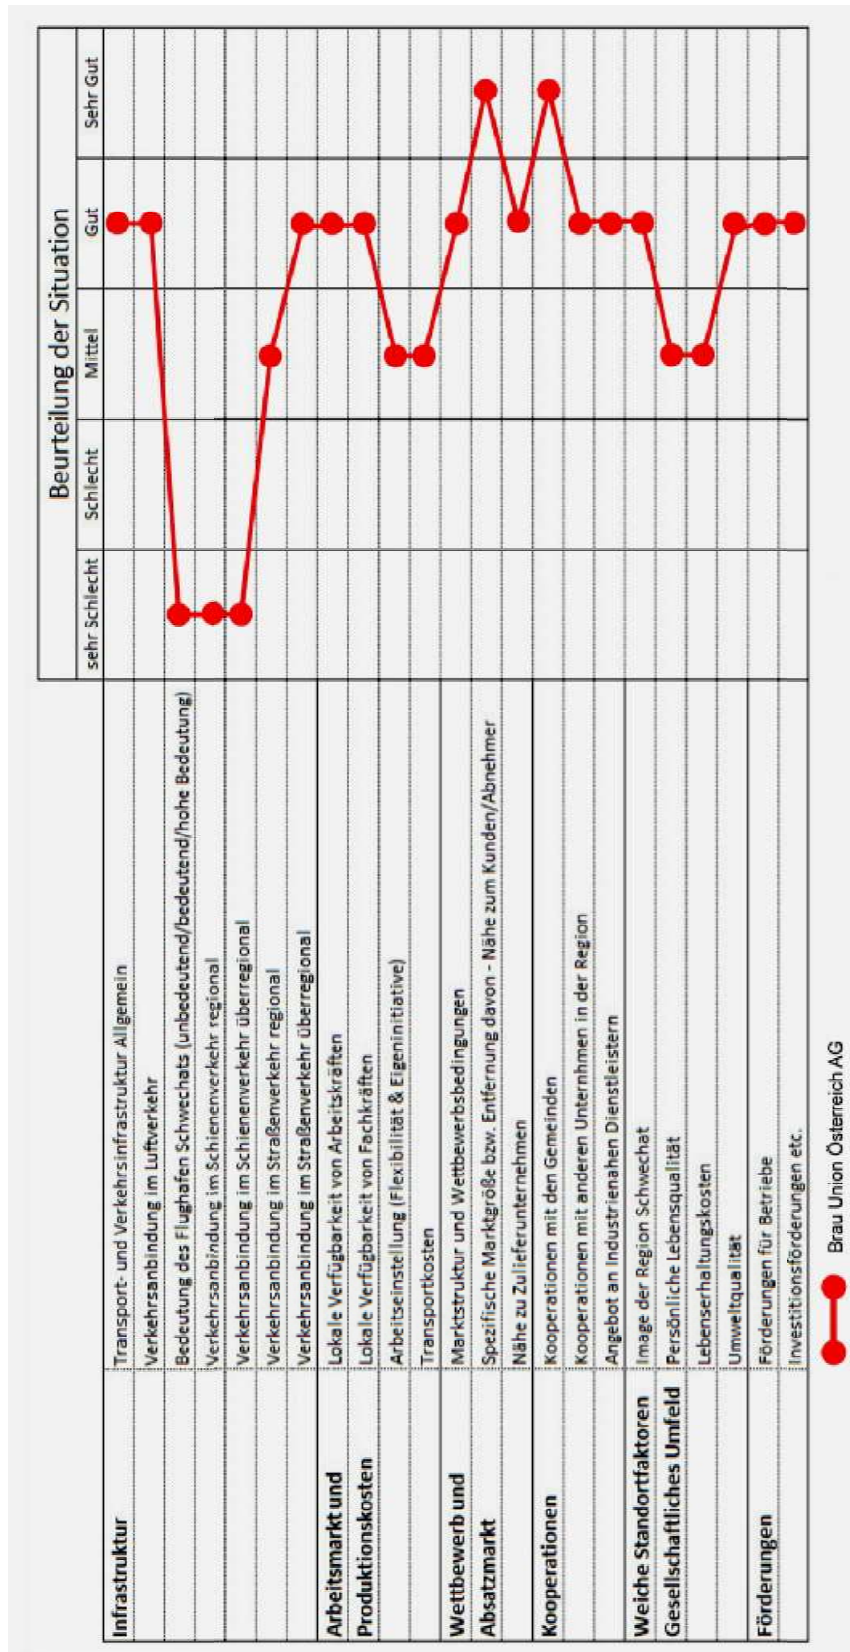 Beurteilung der Situation
sehr Schlecht Schlecht Mittel Gut Sehr Gut
Infrastruktur Transport- und Verkehrsinfrastruktur Allgemein
Verkehrsanbindung im Luftverkehr
Bedeutung des Flughafen Schwechats (unbedeutend/bedeutend/hohe Bedeutung)
Verkehrsanbindung im Schienenverkehr regional
Verkehrsanbindung im Schienenverkehr überregional
Verkehrsanbindung im Straßenverkehr regional
Verkehrsanbindung im Straßenverkehr überregional
Arbeitsmarkt und Lokale Verfügbarkeit von Arbeitskräften
Produktionskosten Lokale Verfügbarkeit von Fachkräften
Arbeitseinstellung (Flexibilität & Eigeninitiative)
Transportkosten
Wettbewerb und Marktstruktur und Wettbewerbsbedingungen
Absatzmarkt Spezifische Marktgröße bzw. Entfernung davon - Nähe zum Kunden/Abnehmer
Nähe zu Zulieferunternehmen
Kooperationen Kooperationen mit den Gemeinden
Kooperationen mit anderen Unternhmen in der Region
Angebot an Industrienahen Dienstleistern
Weiche Standortfaktoren Image der Region Schwechat
Gesellschaftliches Umfeld Persönliche Lebensqualität
Lebenserhaltungskosten
Umweltqualität
Förderungen Förderungen für Betriebe
Investitionsförderungen etc.
Brau Union Österreich AG